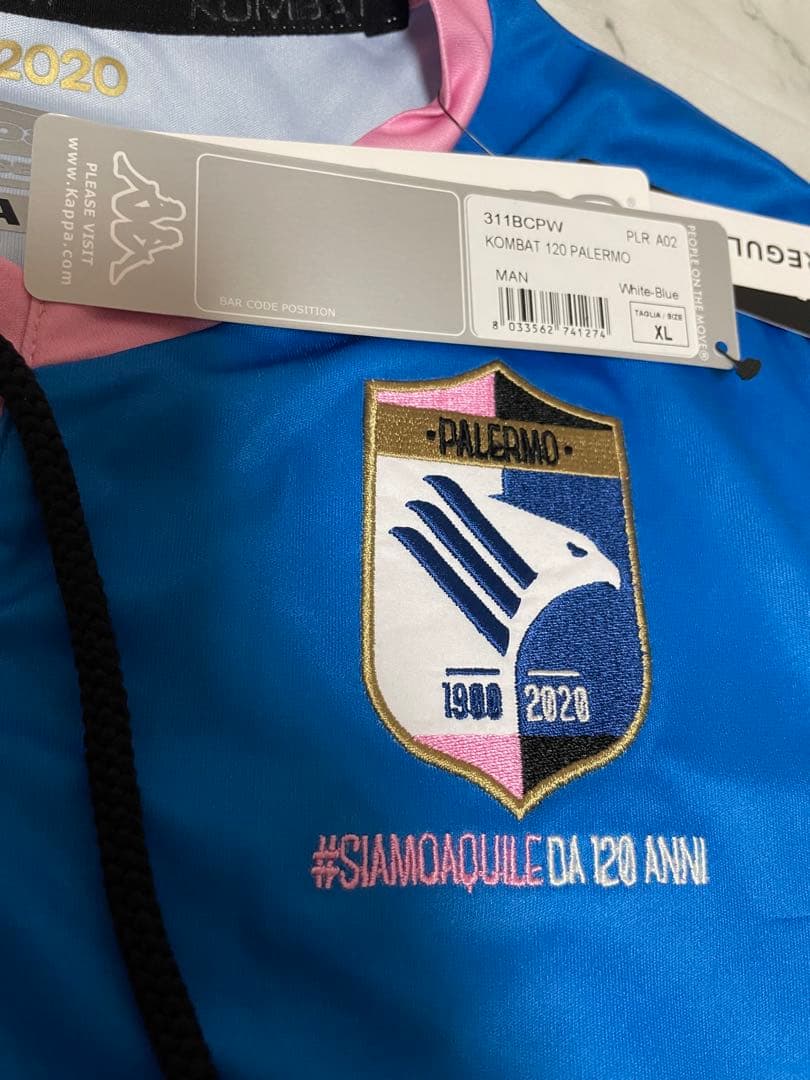 KOMBAT
2020
PLEASE VISIT
www.Kappa.com
BAR CODE POSITION
311BCPW
PLR A02
KOMBAT 120 PALERMO
MAN
White-Blue
8 033562 741274
TAGLIA / SIZE
XL
PEOPLE ON THE MOVE®
REGUL
·PALERMO·
1900 2020
#SIAMOAQUILE DA 120 ANNI